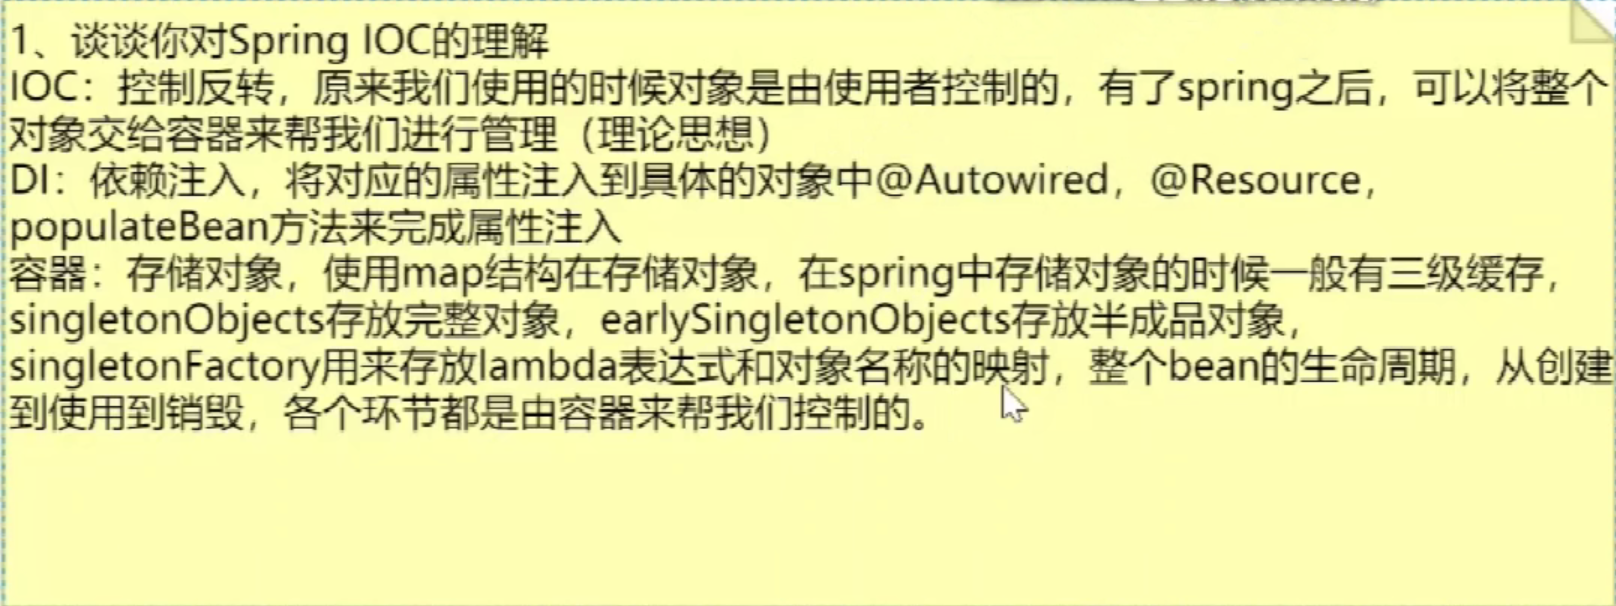 1、谈谈你对Spring IOC的理解
IOC：控制反转，原来我们使用的时候对象是由使用者控制的，有了spring之后，可以将整个
对象交给容器来帮我们进行管理（理论思想）
DI：依赖注入，将对应的属性注入到具体的对象中@Autowired，@Resource，
populateBean方法来完成属性注入
容器：存储对象，使用map结构在存储对象，在spring中存储对象的时候一般有三级缓存，
singletonObjects存放完整对象，earlySingletonObjects存放半成品对象，
singletonFactory用来存放lambda表达式和对象名称的映射，整个bean的生命周期，从创建
到使用到销毁，各个环节都是由容器来帮我们控制的。